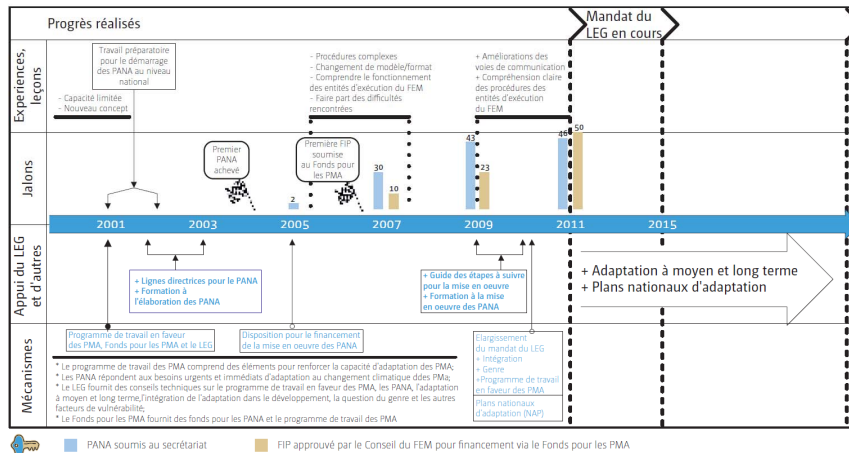 Progrès réalisés
Mandat du
LEG en cours
Experiences,
leçons
Travail préparatoire
pour le démarrage
des PANA au niveau
national
- Capacité limitée
- Nouveau concept
- Procédures complexes
- Changement de modèle/format
- Comprendre le fonctionnement
des entités d'exécution du FEM
- Faire part des difficultés
rencontrées
+ Améliorations des
voies de communication
+ Compréhension claire
des procédures des
entités d'exécution
du FEM
Jalons
Premier
PANA
achevé
Première FIP
soumise
au Fonds pour
les PMA
2
30
10
43
23
46
50
2001
2003
2005
2007
2009
2011
2015
Appui du LEG
et d'autres
+ Lignes directrices pour le PANA
+ Formation à
l'élaboration des PANA
+ Guide des étapes à suivre
pour la mise en oeuvre
+ Formation à la mise
en oeuvre des PANA
+ Adaptation à moyen et long terme
+ Plans nationaux d'adaptation
Mécanismes
Programme de travail en faveur
des PMA, Fonds pour les PMA et le LEG
Disposition pour le financement
de la mise en oeuvre des PANA
Elargissement
du mandat du LEG
+ Intégration
+ Genre
+Programme de travail
en faveur des PMA
Plans nationaux
d'adaptation (NAP)
* Le programme de travail des PMA comprend des éléments pour renforcer la capacité d'adaptation des PMA;
* Les PANA répondent aux besoins urgents et immédiats d'adaptation au changement climatique ddes PMa;
* Le LEG fournit des conseils techniques sur le programme de travail en faveur des PMA, les PANA, l'adaptation
à moyen et long terme,l'intégration de l'adaptation dans le développement, la question du genre et les autres
facteurs de vulnérabilité;
* Le Fonds pour les PMA fournit des fonds pour les PANA et le programme de travail des PMA
PANA soumis au secrétariat
FIP approuvé par le Conseil du FEM pour financement via le Fonds pour les PMA